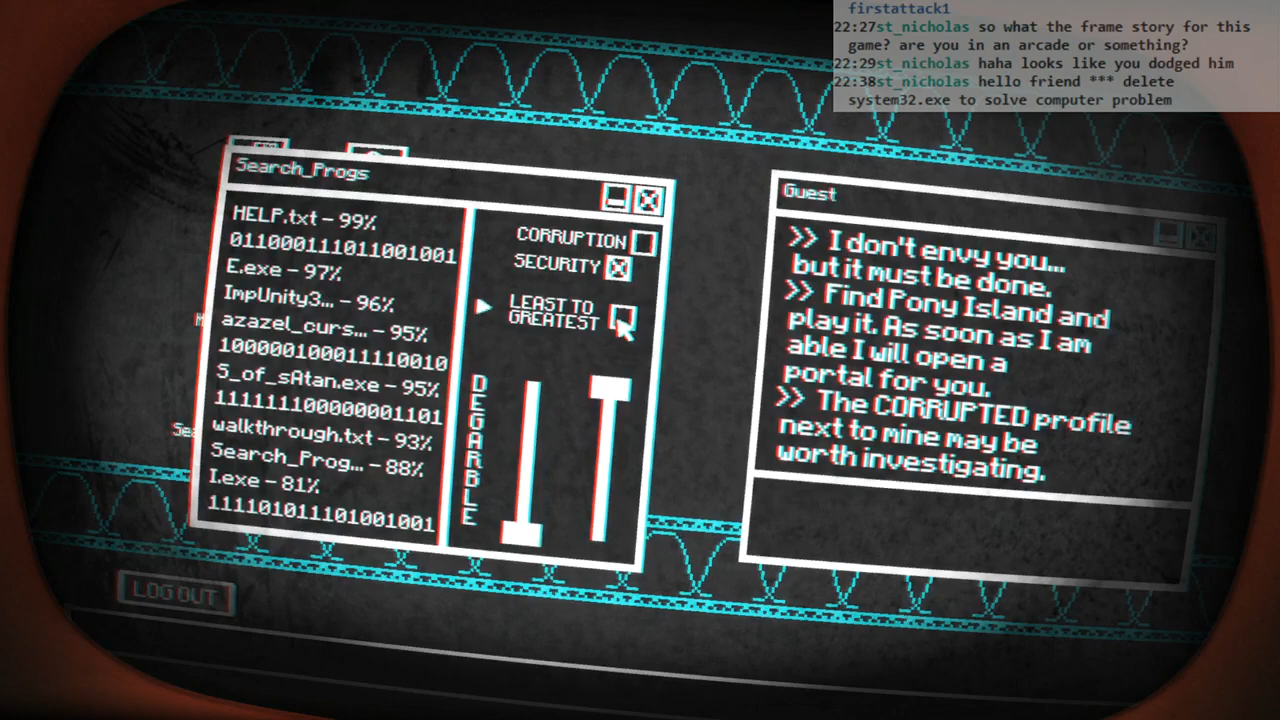 firstattack1
22:27st_nicholas so what the frame story for this
game? are you in an arcade or something?
22:29st_nicholas haha looks like you dodged him
22:38st_nicholas hello friend *** delete
system32.exe to solve computer problem
Search_Progs
HELP.txt - 99%
011000111011001001
E.exe - 97%
ImpUnity3... - 96%
azazel_curs... - 95%
100000100011110010
S_of_sAtan.exe - 95%
111111100000001101
walkthrough.txt - 93%
Search_Prog... - 88%
I.exe - 81%
111101011101001001
CORRUPTION
SECURITY
LEAST TO
GREATEST
DEGARBLE
Guest
>> I don't envy you...
but it must be done.
>> Find Pony Island and
play it. As soon as I am
able I will open a
portal for you.
>> The CORRUPTED profile
next to mine may be
worth investigating.
LOG OUT